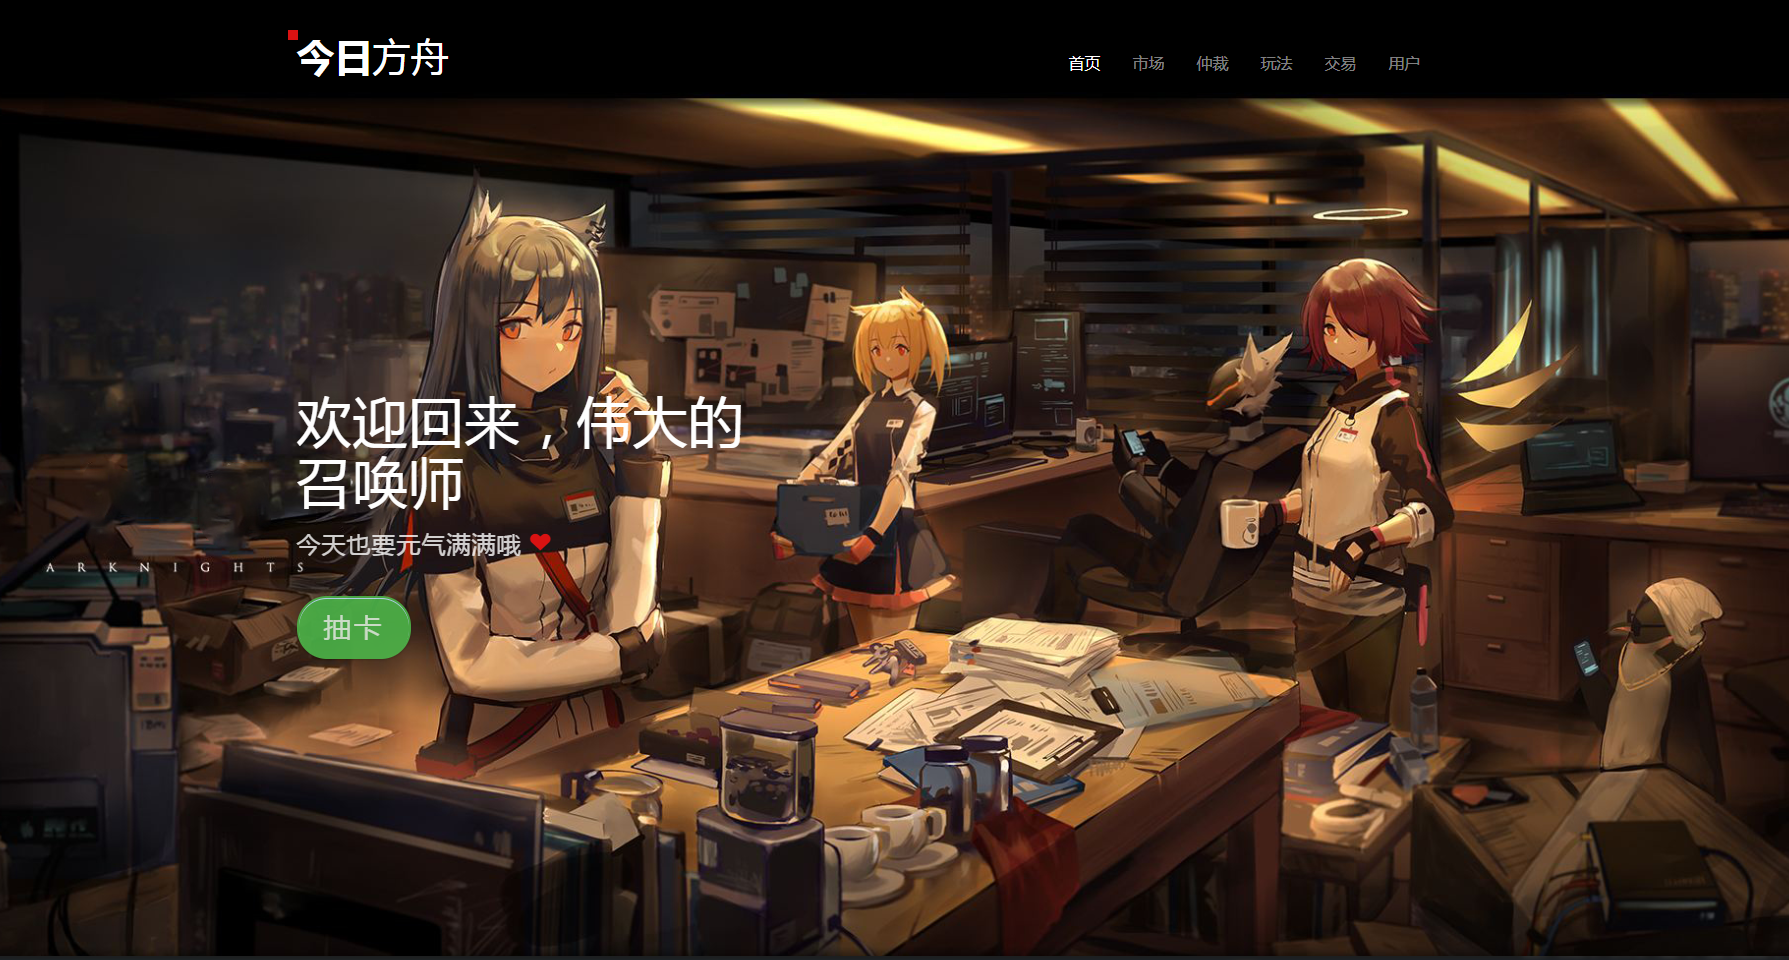 今日方舟
首页 市场 仲裁 玩法 交易 用户
欢迎回来，伟大的
召唤师
今天也要元气满满哦 ❤
ARKNIGHTS
抽卡